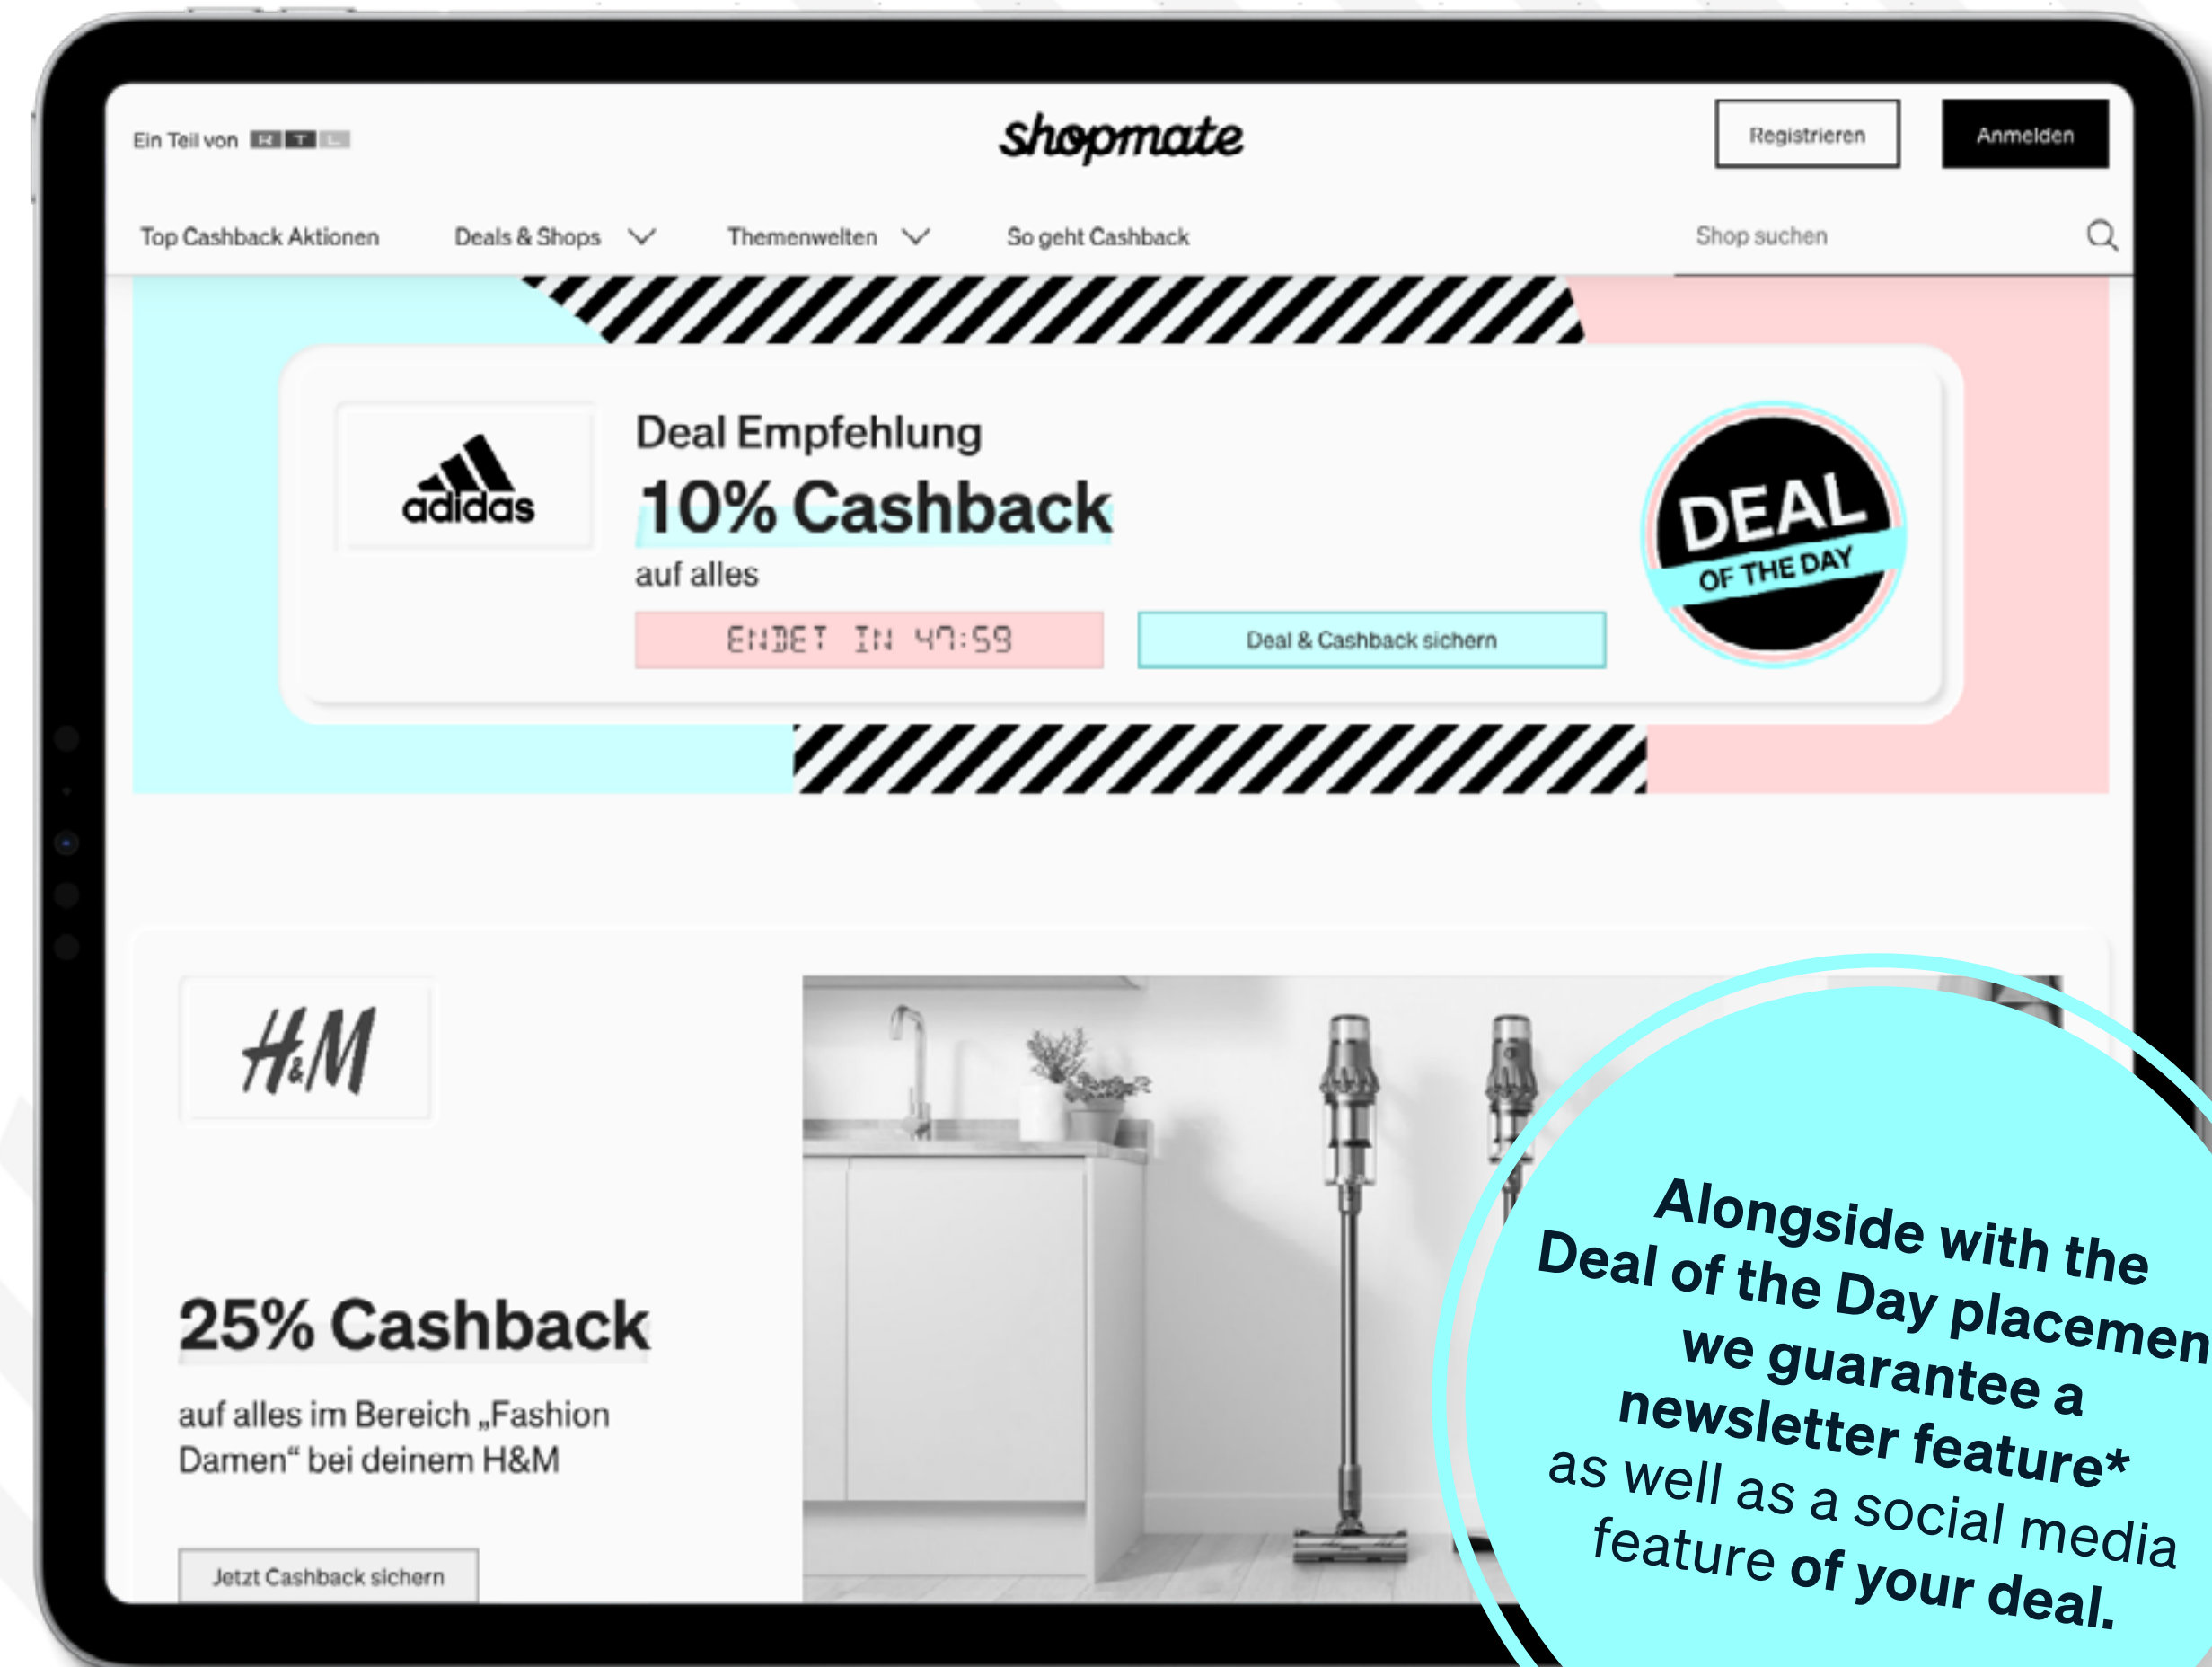 Ein Teil von RTL
shopmate
Registrieren
Anmelden
Top Cashback Aktionen
Deals & Shops
Themenwelten
So geht Cashback
Shop suchen
adidas
Deal Empfehlung
10% Cashback
auf alles
ENDET IN 47:59
Deal & Cashback sichern
DEAL
OF THE DAY
H&M
25% Cashback
auf alles im Bereich „Fashion
Damen“ bei deinem H&M
Jetzt Cashback sichern
Alongside with the
Deal of the Day placemen
we guarantee a
newsletter feature*
as well as a social media
feature of your deal.